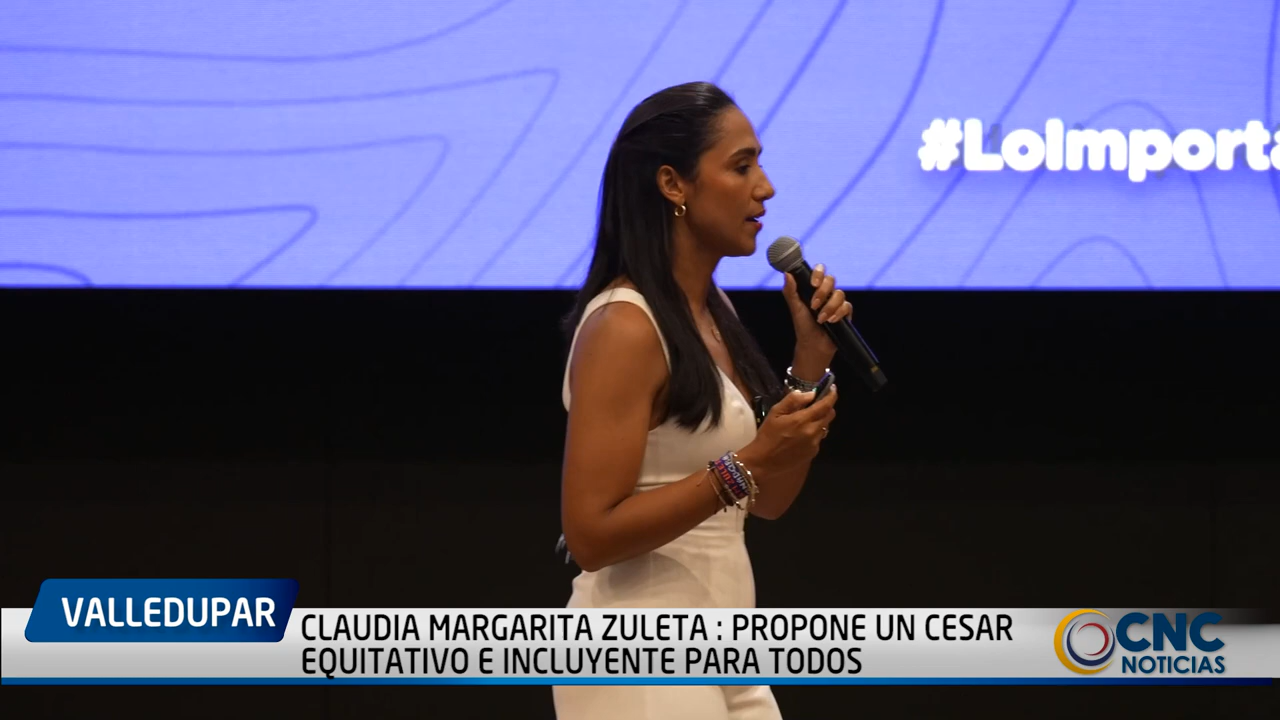 #LoImporta
VALLEDUPAR
CLAUDIA MARGARITA ZULETA : PROPONE UN CESAR
EQUITATIVO E INCLUYENTE PARA TODOS
CNC
NOTICIAS